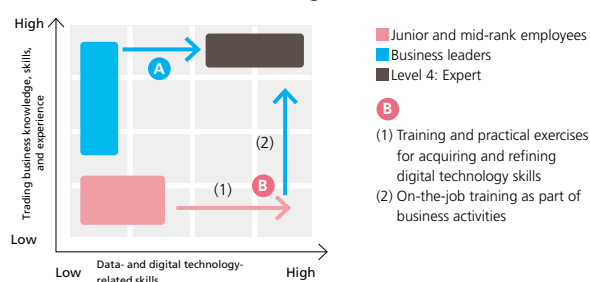 High
Trading business knowledge, skills,
and experience
Low
A
(2)
(1)
B
Low
Data- and digital technology-
related skills
High
Junior and mid-rank employees
Business leaders
Level 4: Expert
B
(1) Training and practical exercises
for acquiring and refining
digital technology skills
(2) On-the-job training as part of
business activities